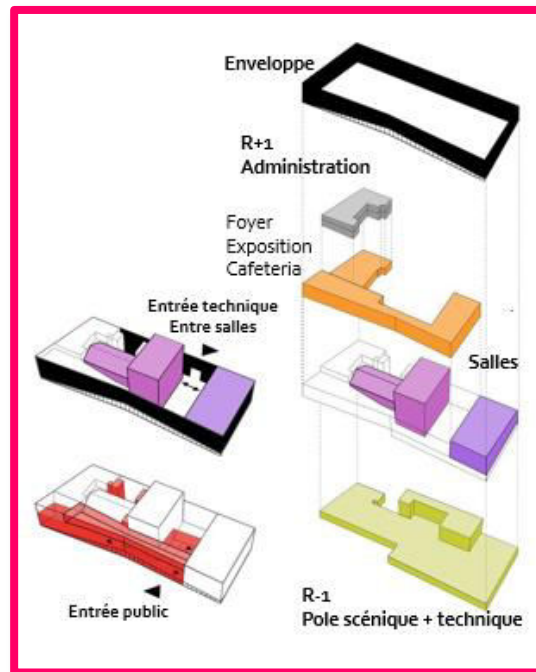 Enveloppe
R+1
Administration
Foyer
Exposition
Cafeteria
Entrée technique
Entre salles
Salles
Entrée public
R-1
Pole scénique + technique